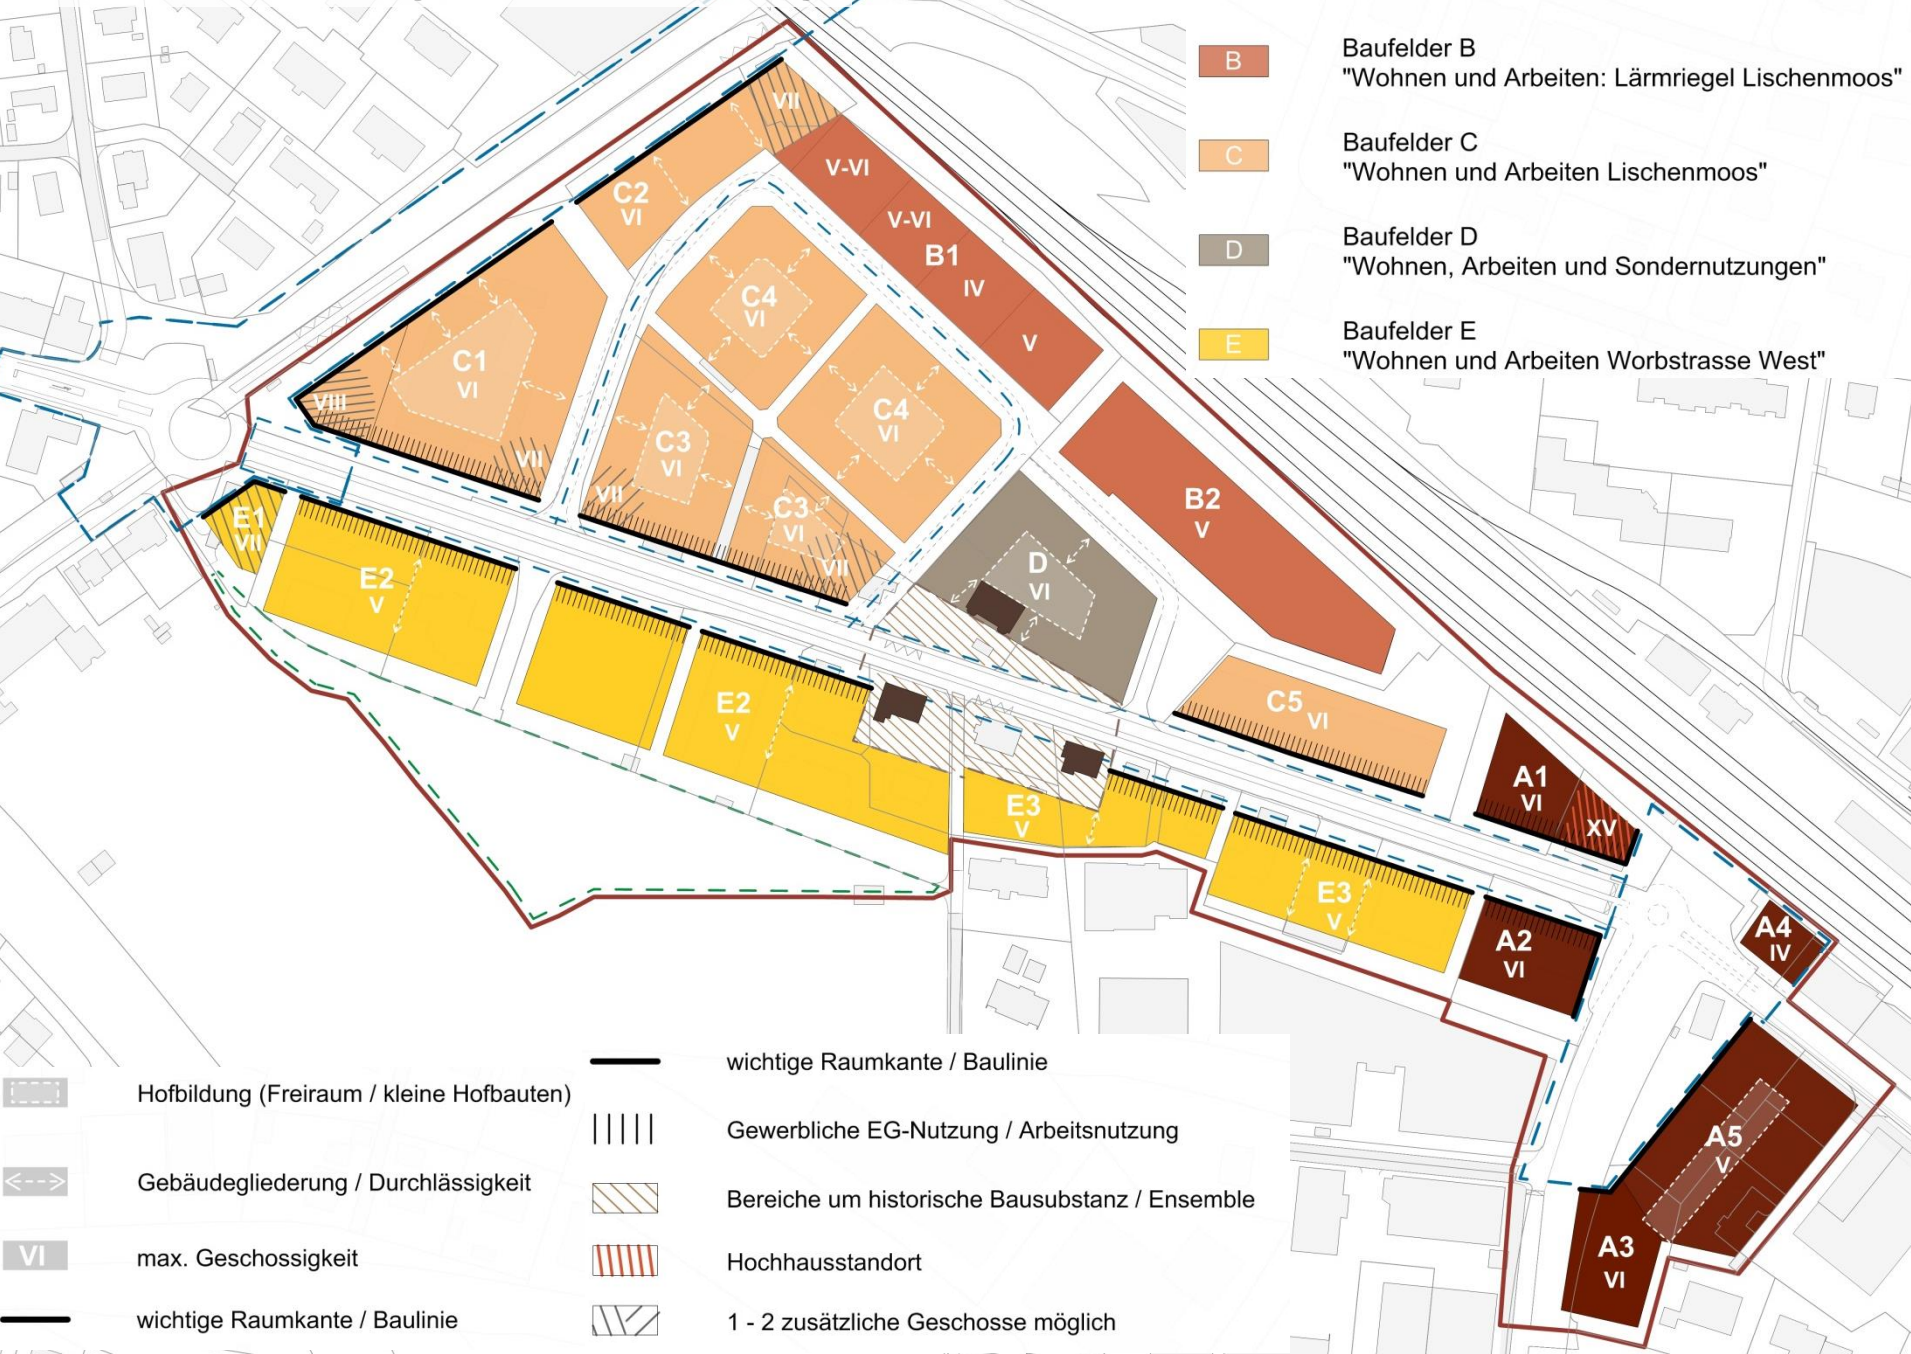 B
Baufelder B
"Wohnen und Arbeiten: Lärmriegel Lischenmoos"
C
Baufelder C
"Wohnen und Arbeiten Lischenmoos"
D
Baufelder D
"Wohnen, Arbeiten und Sondernutzungen"
E
Baufelder E
"Wohnen und Arbeiten Worbstrasse West"
VII
V-VI
C2
VI
V-VI
B1
IV
V
C4
VI
C1
VI
VIII
VII
C4
VI
C3
VI
VII
C3
VI
VII
B2
V
E1
VII
E2
V
D
VI
E2
V
C5
VI
A1
VI
XV
E3
V
E3
V
A2
VI
A4
IV
A5
V
A3
VI
Hofbildung (Freiraum / kleine Hofbauten)
Gebäudegliederung / Durchlässigkeit
VI
max. Geschossigkeit
wichtige Raumkante / Baulinie
wichtige Raumkante / Baulinie
Gewerbliche EG-Nutzung / Arbeitsnutzung
Bereiche um historische Bausubstanz / Ensemble
Hochhausstandort
1 - 2 zusätzliche Geschosse möglich